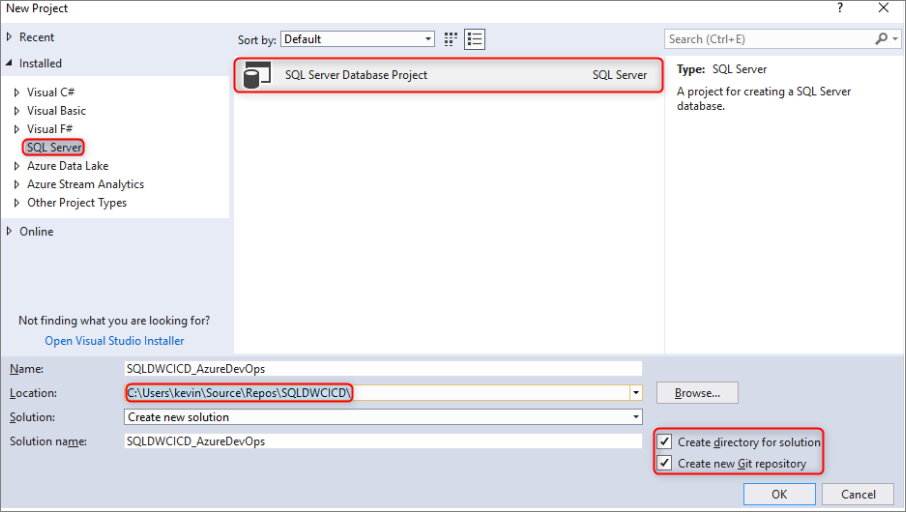 New Project
?
Recent
Installed
Visual C#
Visual Basic
Visual F#
SQL Server
Azure Data Lake
Azure Stream Analytics
Other Project Types
Online
Not finding what you are looking for?
Open Visual Studio Installer
Sort by: Default
SQL Server Database Project SQL Server
Search (Ctrl+E)
Type: SQL Server
A project for creating a SQL Server
database.
Name: SQLDWCICD_AzureDevOps
Location: C:\Users\kevin\Source\Repos\SQLDWCICD\
Browse...
Solution: Create new solution
Solution name: SQLDWCICD_AzureDevOps
Create directory for solution
Create new Git repository
OK Cancel